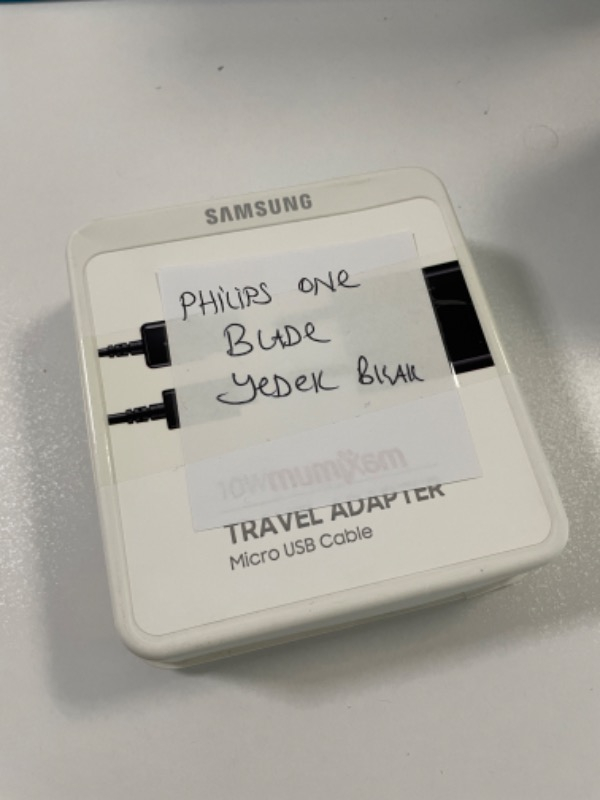 SAMSUNG
PHILIPS ONE
BLADE
YEDEK BIÇAK
TRAVEL ADAPTER
Micro USB Cable